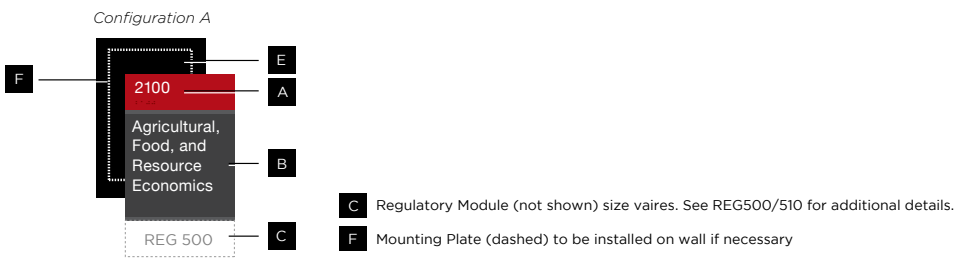 Configuration A
E
F
2100
A
Agricultural,
Food, and
Resource
Economics
B
REG 500
C
C Regulatory Module (not shown) size vaires. See REG500/510 for additional details.
F Mounting Plate (dashed) to be installed on wall if necessary